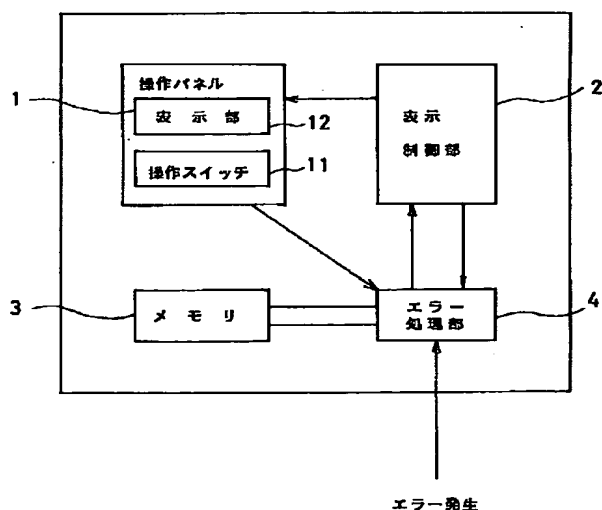 操作パネル
1
表示部
12
操作スイッチ
11
表示
制御部
2
メモリ
3
エラー
処理部
4
エラー発生